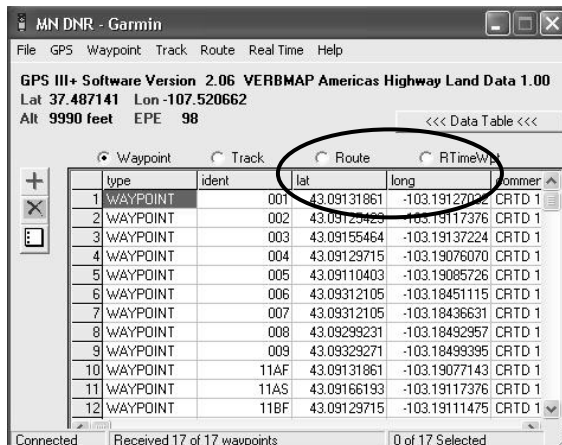 MN DNR - Garmin
File GPS Waypoint Track Route Real Time Help
GPS III+ Software Version 2.06 VERBMAP Americas Highway Land Data 1.00
Lat 37.487141 Lon -107.520662
Alt 9990 feet EPE 98
<<< Data Table <<<
Waypoint Track Route RTimeWpt
type ident lat long commer
1 WAYPOINT 001 43.09131861 -103.19127032 CRTD 1
2 WAYPOINT 002 43.09125423 -103.19117376 CRTD 1
3 WAYPOINT 003 43.09155464 -103.19137224 CRTD 1
4 WAYPOINT 004 43.09129715 -103.19076070 CRTD 1
5 WAYPOINT 005 43.09110403 -103.19085726 CRTD 1
6 WAYPOINT 006 43.09312105 -103.18451115 CRTD 1
7 WAYPOINT 007 43.09312105 -103.18436631 CRTD 1
8 WAYPOINT 008 43.09299231 -103.18492957 CRTD 1
9 WAYPOINT 009 43.09329271 -103.18499395 CRTD 1
10 WAYPOINT 11AF 43.09131861 -103.19077143 CRTD 1
11 WAYPOINT 11AS 43.09166193 -103.19117376 CRTD 1
12 WAYPOINT 11BF 43.09129715 -103.19111475 CRTD 1
Connected Received 17 of 17 waypoints 0 of 17 Selected